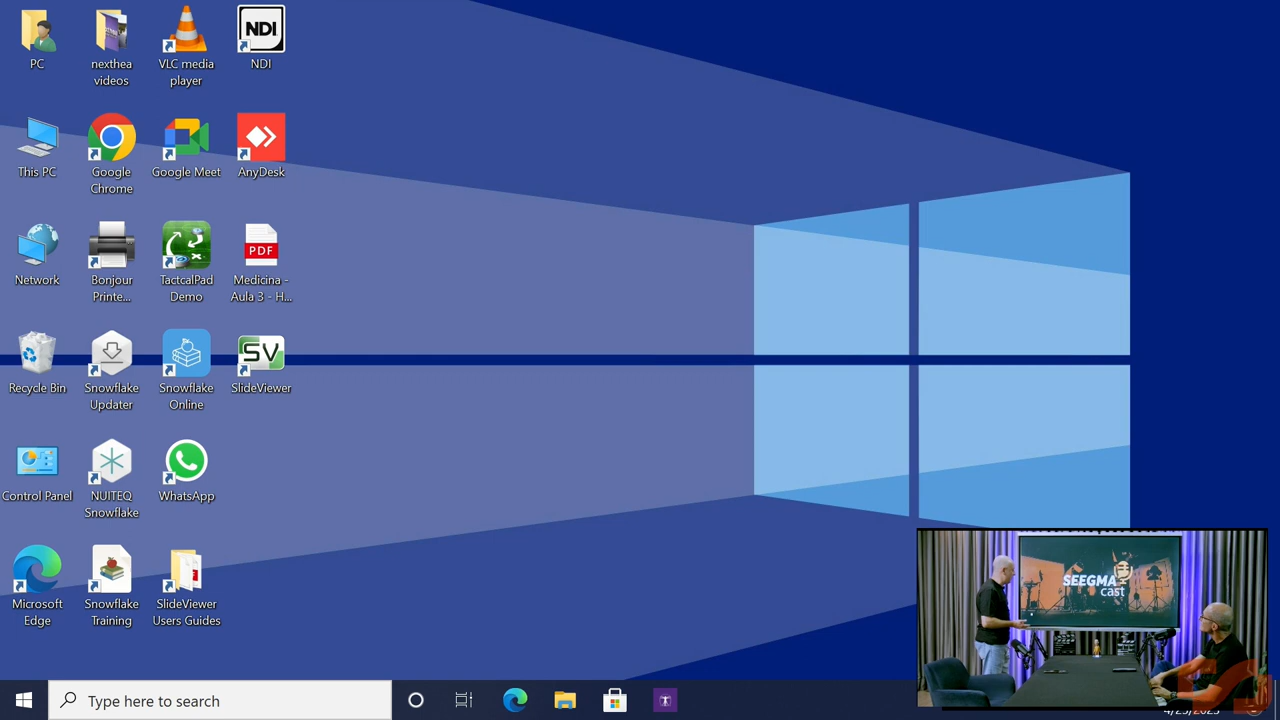 PC
nexthea
videos
VLC media
player
NDI
NDI
This PC
Google
Chrome
Google Meet
AnyDesk
Network
Bonjour
Printe...
TactcalPad
Demo
PDF
Medicina -
Aula 3 - H...
Recycle Bin
Snowflake
Updater
Snowflake
Online
SV
SlideViewer
Control Panel
NUITEQ
Snowflake
WhatsApp
Microsoft
Edge
Snowflake
Training
SlideViewer
Users Guides
SEEGMA
cast
Type here to search